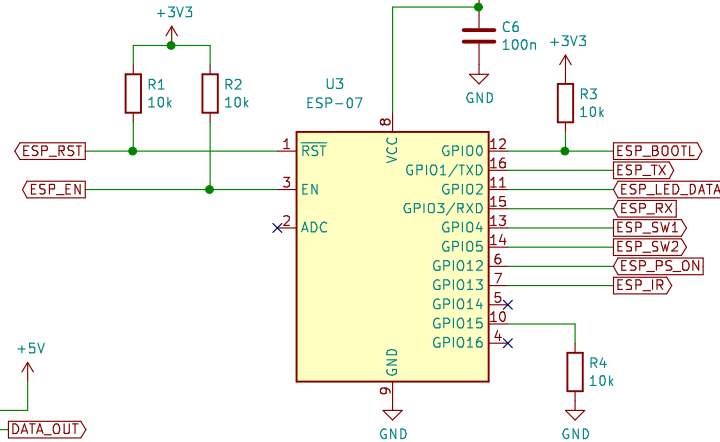 +3V3
C6
100n
+3V3
GND
R1
10k
R2
10k
U3
ESP-07
R3
10k
8
VCC
ESP_RST
1
RST
GPIO0
12
ESP_BOOTL
GPIO1/TXD
16
ESP_TX
ESP_EN
3
EN
GPIO2
11
ESP_LED_DATA
GPIO3/RXD
15
ESP_RX
2
ADC
GPIO4
13
ESP_SW1
GPIO5
14
ESP_SW2
GPIO12
6
ESP_PS_ON
GPIO13
7
ESP_IR
GPIO14
5
GPIO15
10
GPIO16
4
+5V
GND
9
R4
10k
DATA_OUT
GND
GND